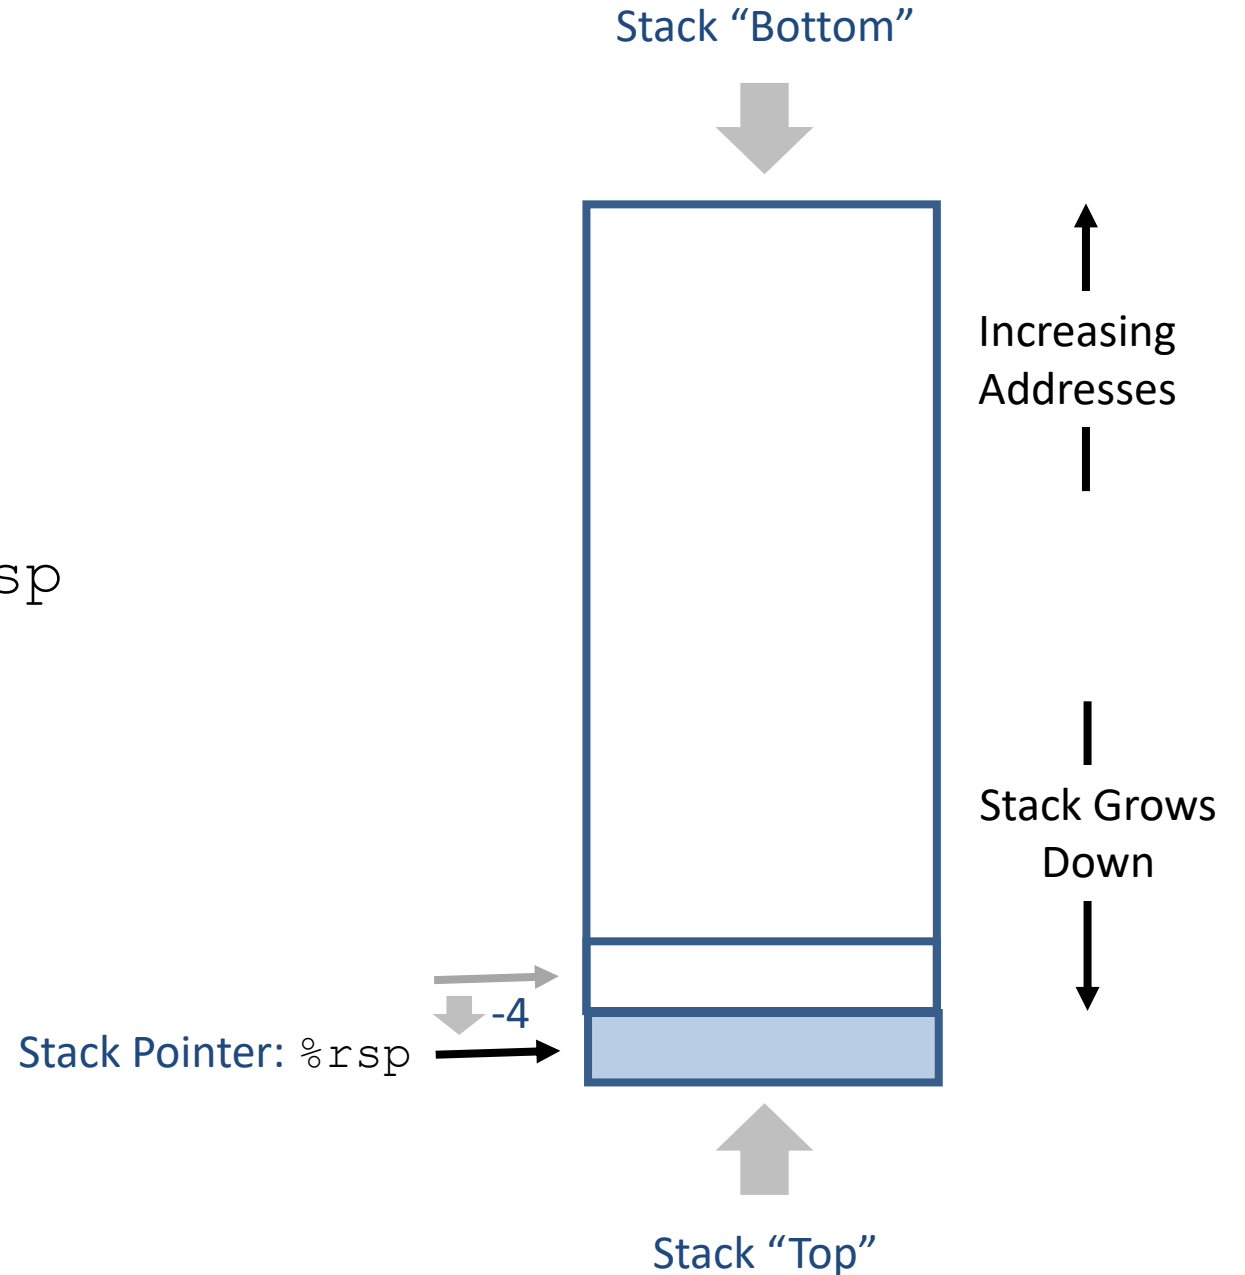 Stack “Bottom”
Increasing
Addresses
sp
Stack Grows
Down
-4
Stack Pointer: %rsp
Stack “Top”